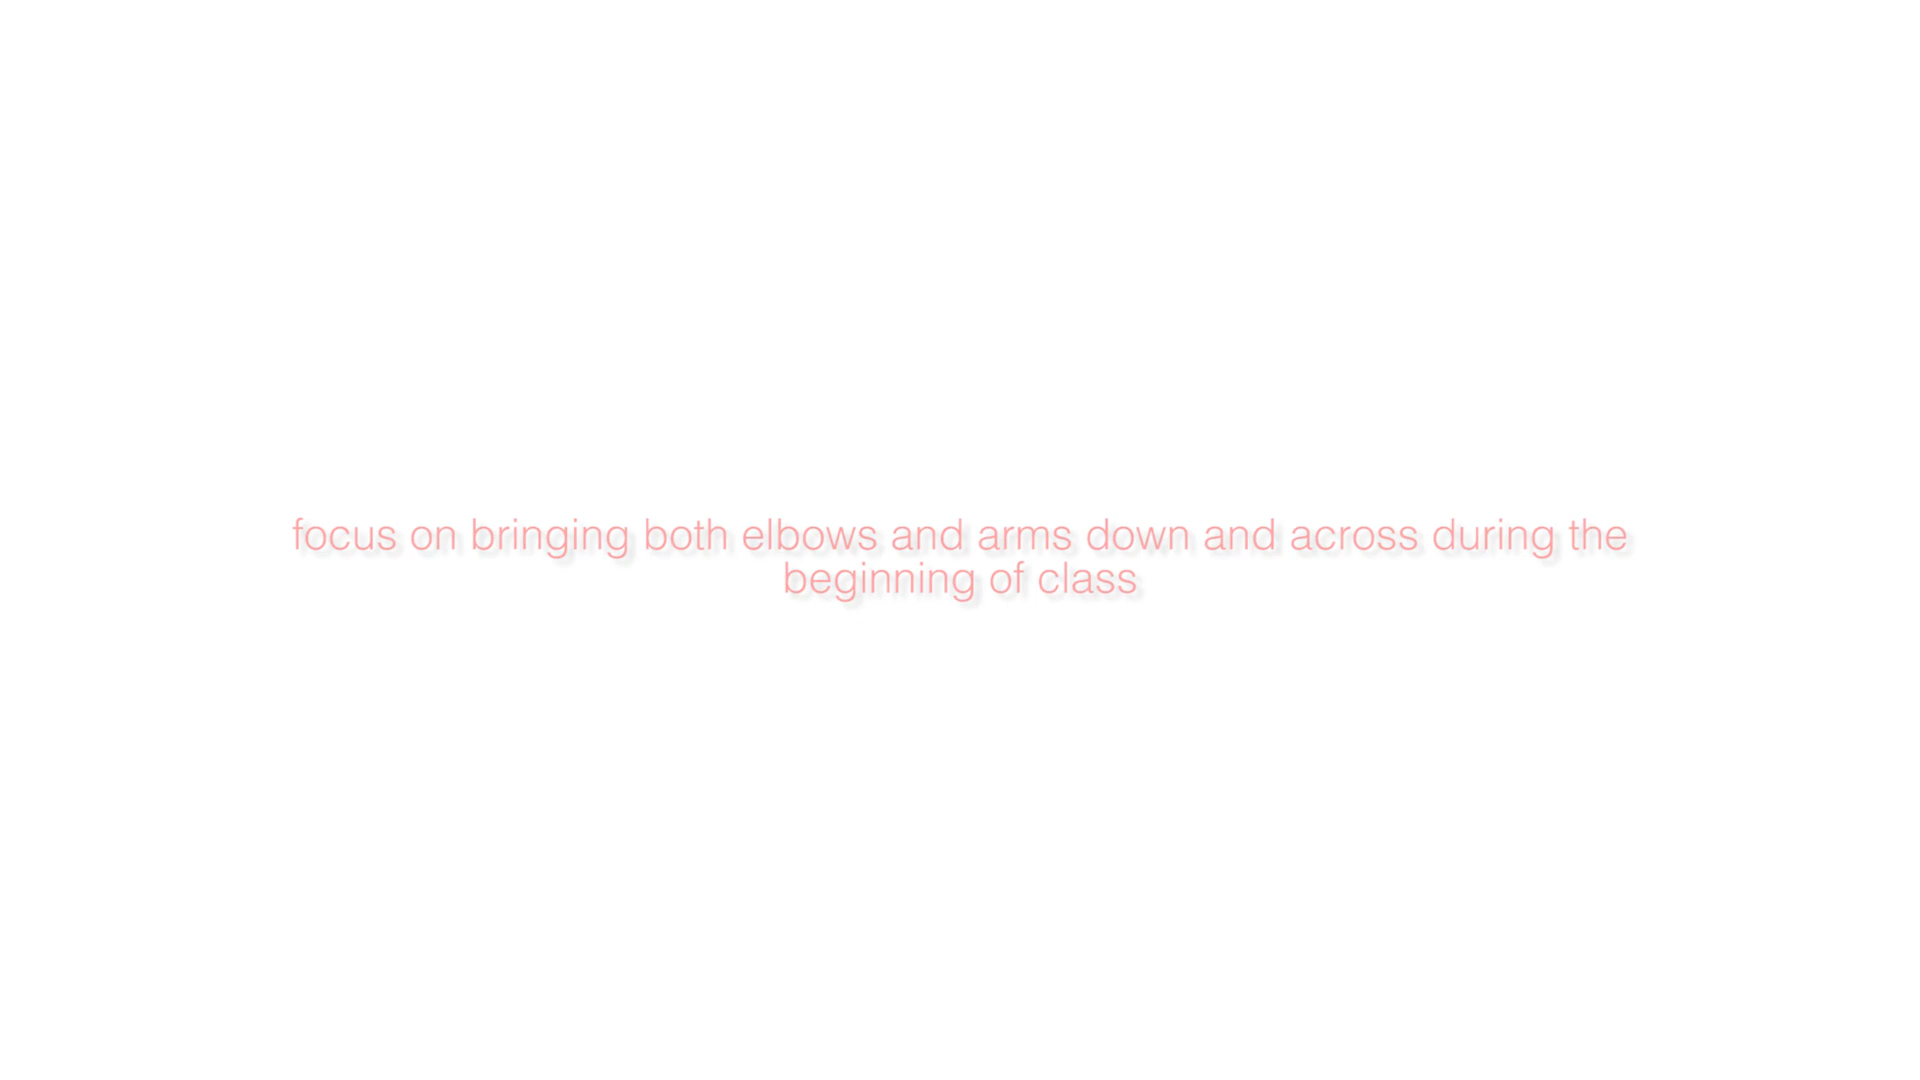 focus on bringing both elbows and arms down and across during the
beginning of class